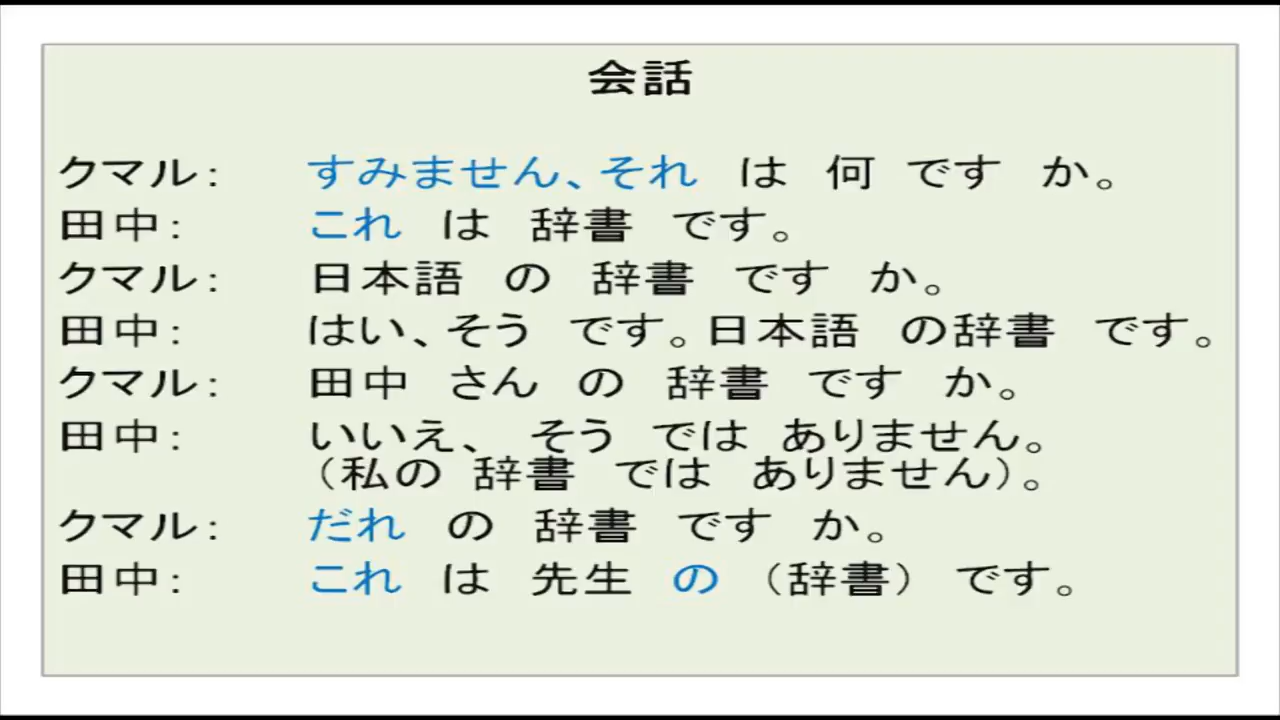 会話
クマル： すみません、それ は 何 です か。
田中： これ は 辞書 です。
クマル： 日本語 の 辞書 です か。
田中： はい、そう です。日本語 の辞書 です。
クマル： 田中 さん の 辞書 です か。
田中： いいえ、 そう では ありません。
（私の 辞書 では ありません）。
クマル： だれ の 辞書 です か。
田中： これ は 先生 の （辞書） です。